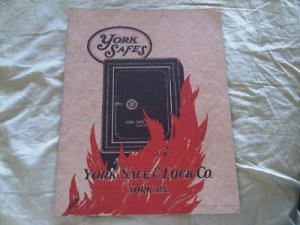 YORK
SAFES
YORK SAFE & LOCK CO.
YORK, PA.